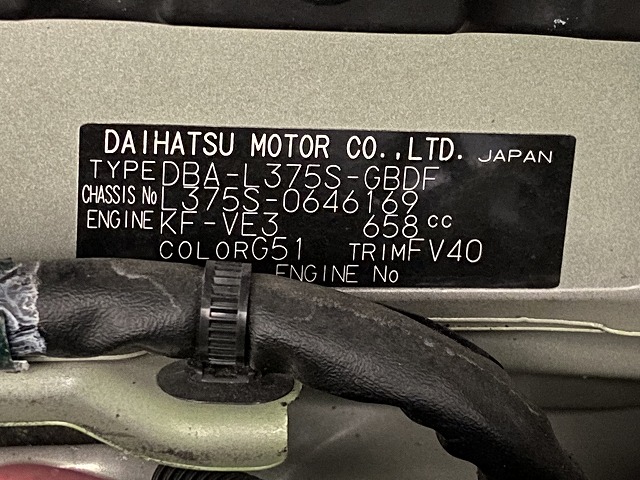 DAIHATSU MOTOR CO.,LTD. JAPAN
TYPE DBA-L375S-GBDF
CHASSIS No L375S-0646169
ENGINE KF-VE3 658 cc
COLOR G51 TRIM FV40
ENGINE No